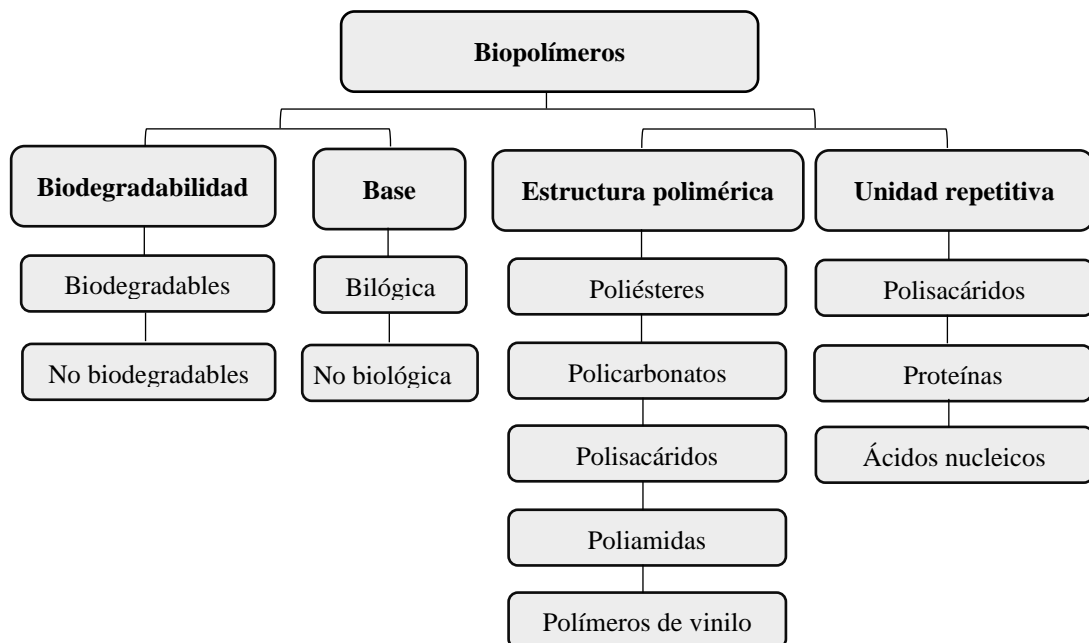 Biopolímeros
Biodegradabilidad
Base
Estructura polimérica
Unidad repetitiva
Biodegradables
Bilógica
Poliésteres
Polisacáridos
No biodegradables
No biológica
Policarbonatos
Proteínas
Polisacáridos
Ácidos nucleicos
Poliamidas
Polímeros de vinilo